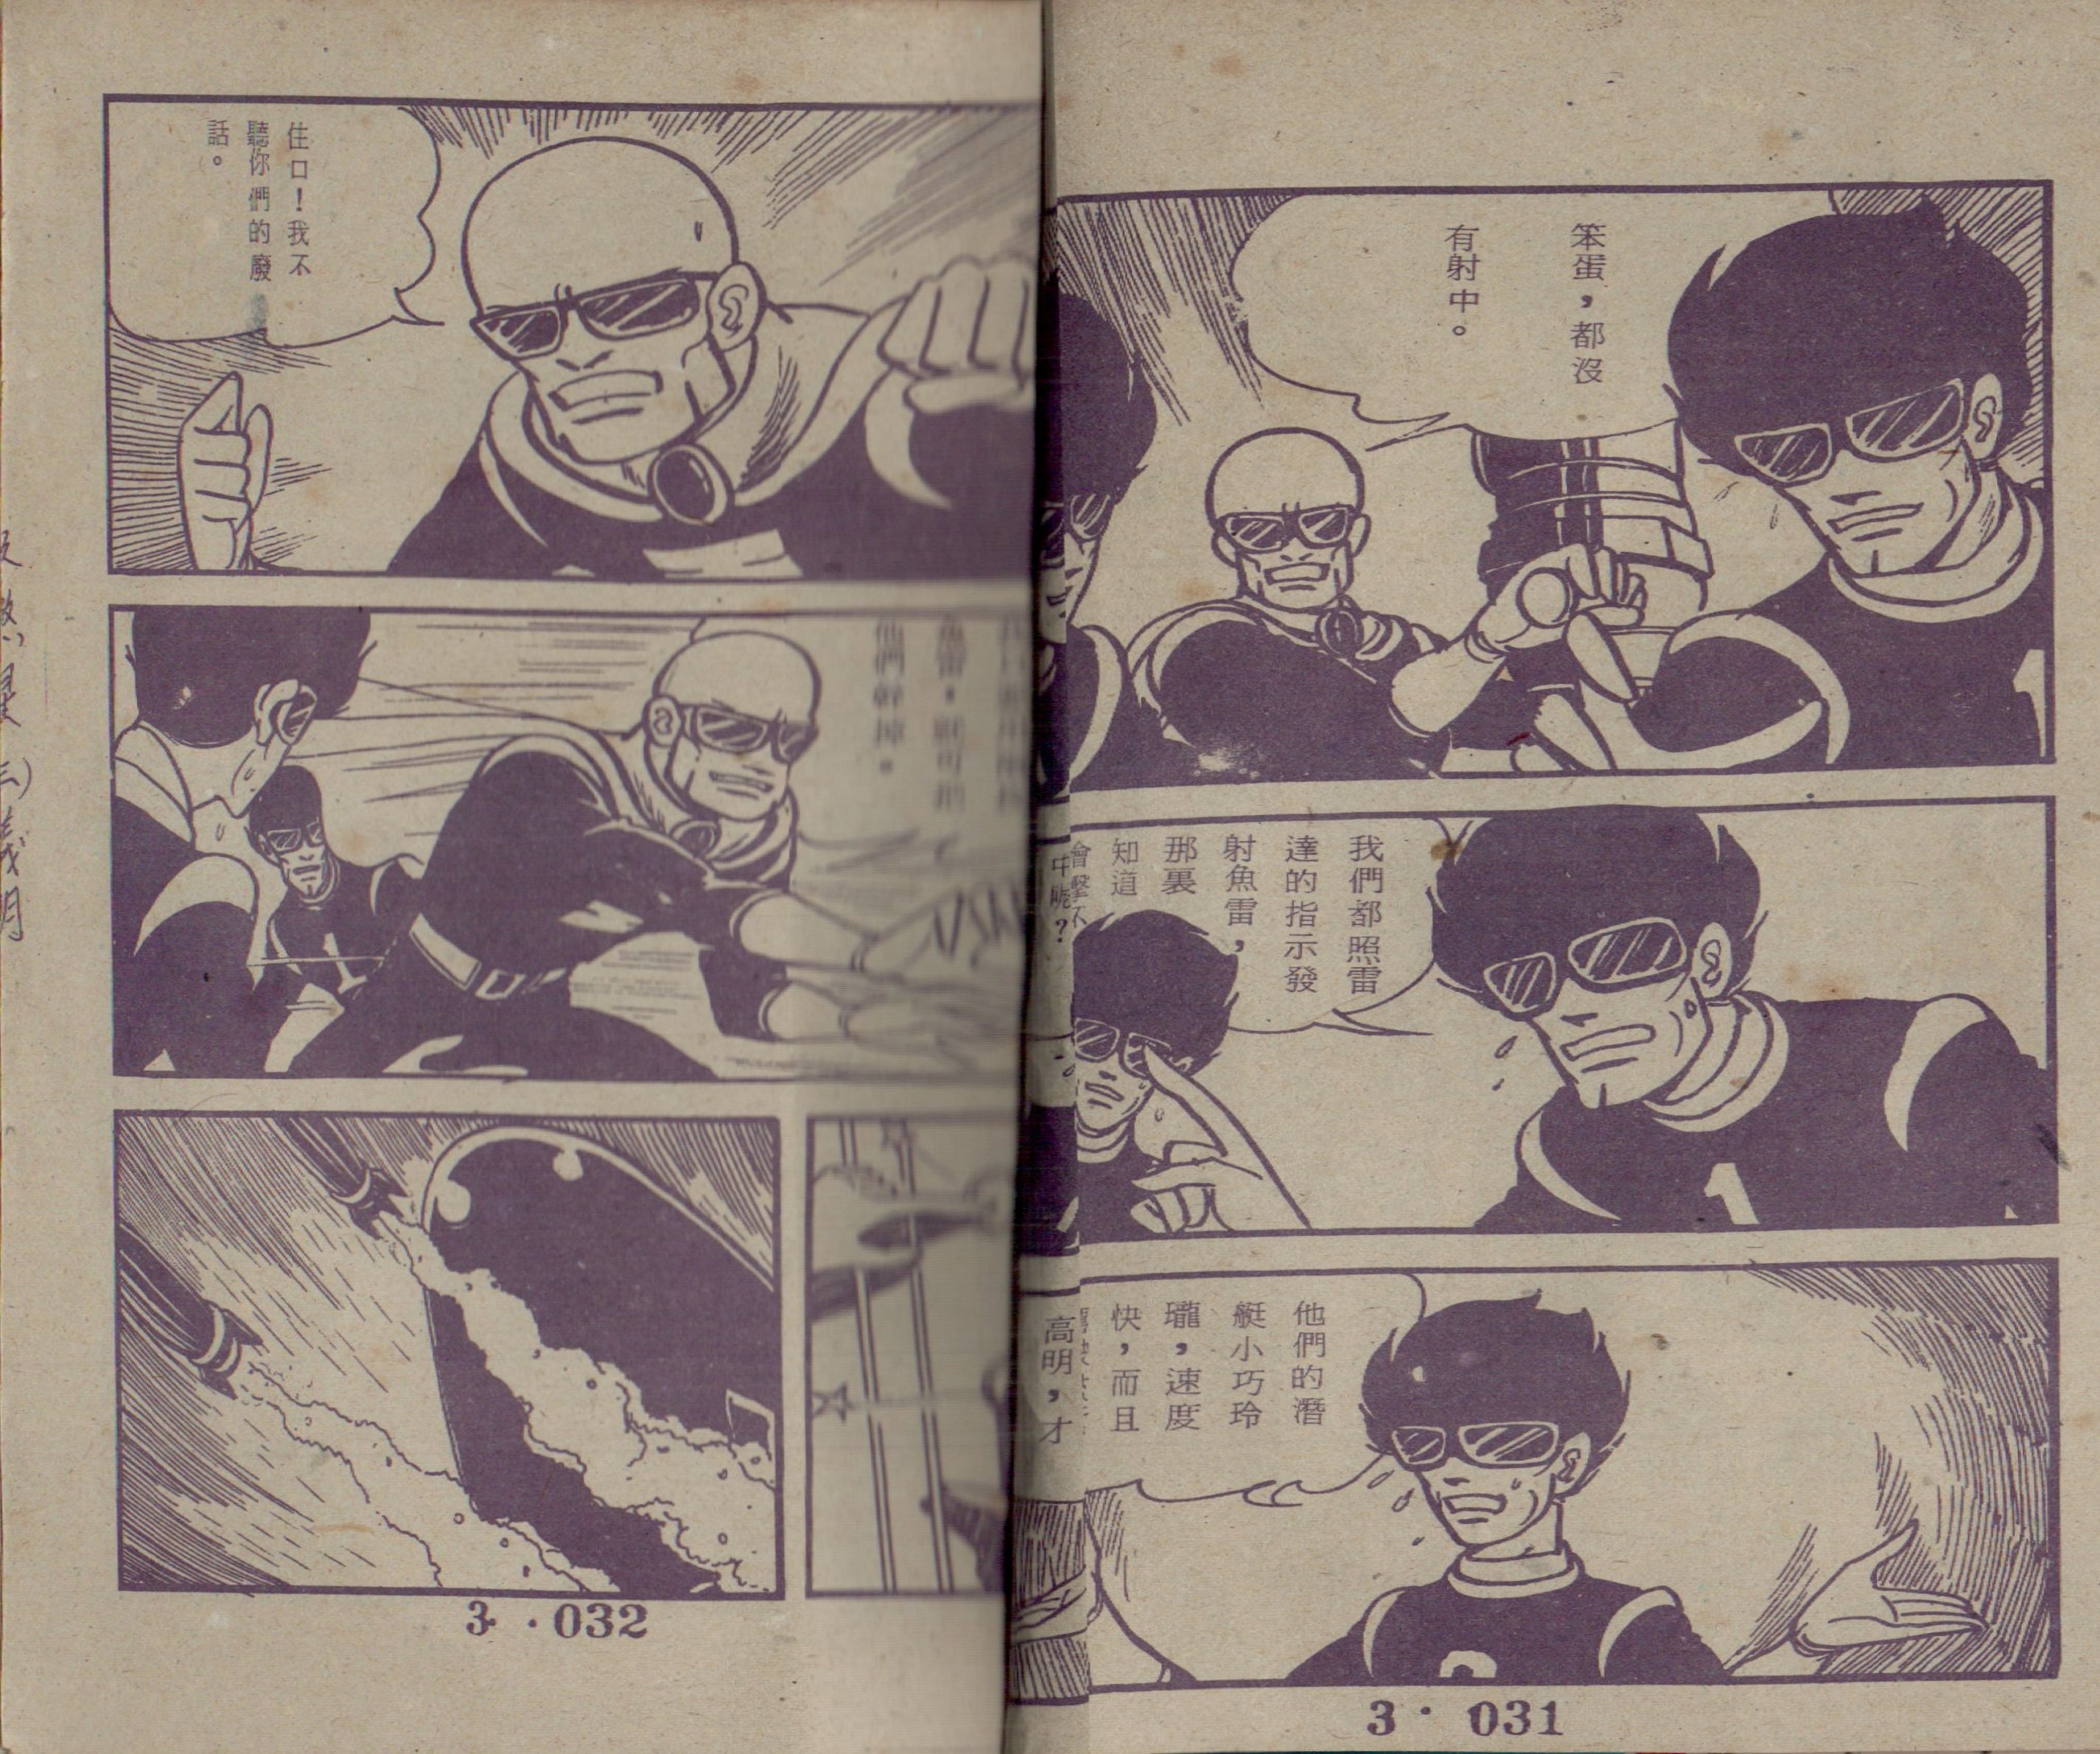 笨蛋，都沒
有射中。
我們都照雷
達的指示發
射魚雷，
那裏
知道
會擊不
中呢？
他們的潛
艇小巧玲
瓏，速度
快，而且
高明，才
3·031
住口！我不
聽你們的廢
話。
3·032